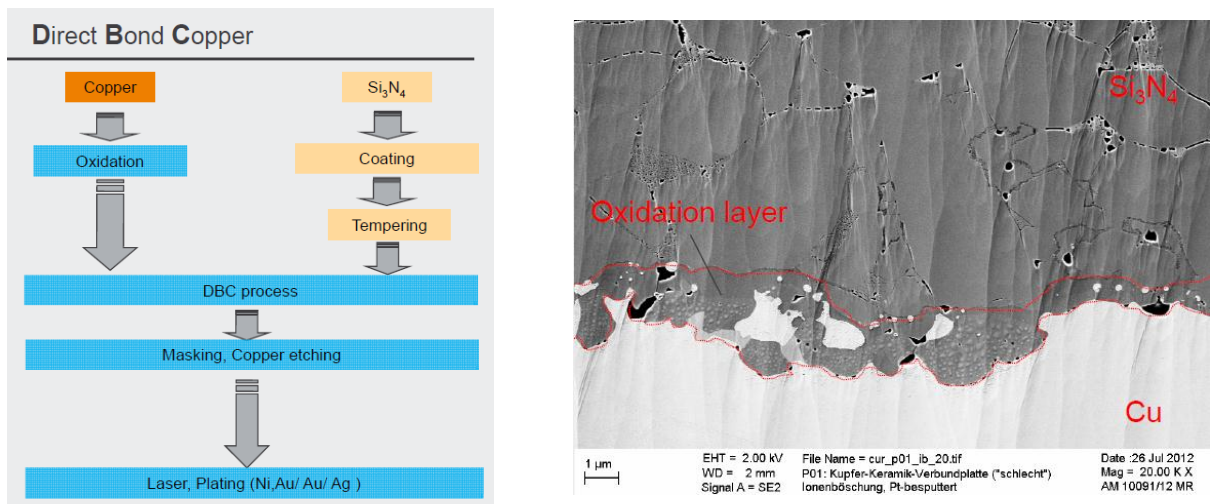 Direct Bond Copper
Copper
Si₃N₄
Oxidation
Coating
Tempering
DBC process
Masking, Copper etching
Laser, Plating (Ni,Au/ Au/ Ag )
Si₃N₄
Oxidation layer
Cu
1 µm
EHT = 2.00 kV
WD = 2 mm
Signal A = SE2
File Name = cur_p01_ib_20.tif
P01: Kupfer-Keramik-Verbundplatte ("schlecht")
Ionenböschung, Pt-besputtert
Date :26 Jul 2012
Mag = 20.00 K X
AM 10091/12 MR